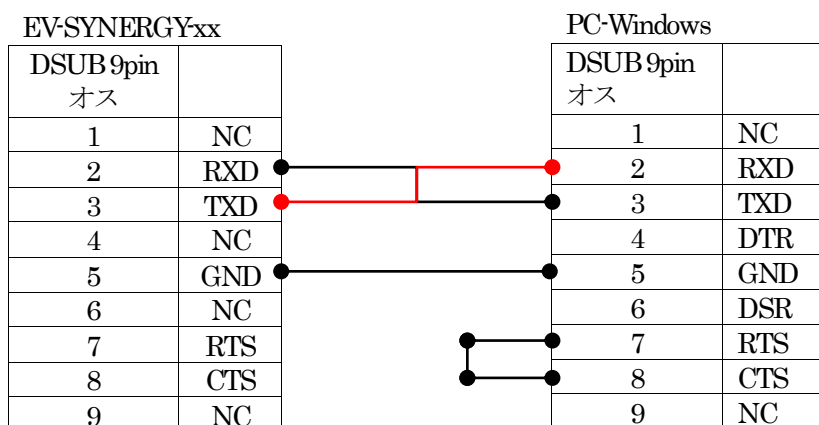 EV-SYNERGY-xx
DSUB 9pin
オス
1 NC
2 RXD
3 TXD
4 NC
5 GND
6 NC
7 RTS
8 CTS
9 NC
PC-Windows
DSUB 9pin
オス
1 NC
2 RXD
3 TXD
4 DTR
5 GND
6 DSR
7 RTS
8 CTS
9 NC